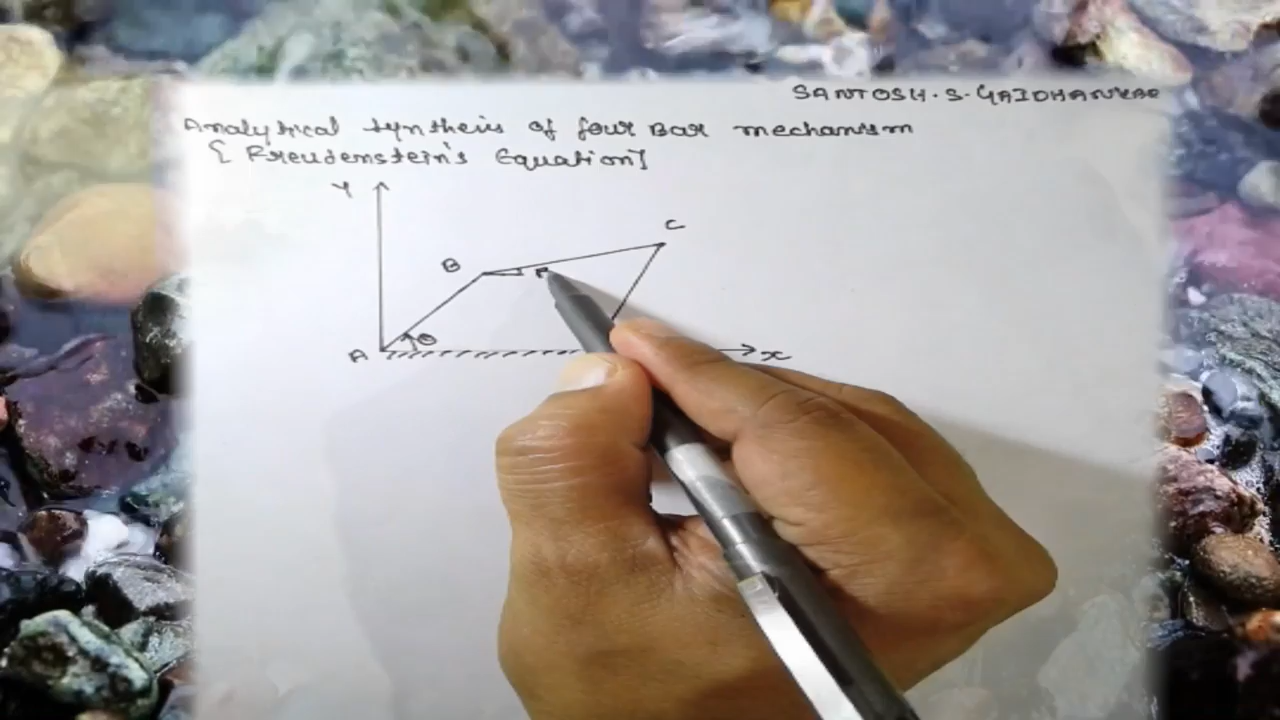 SANTOSH.S.GAIDHANKAR
Analytical synthesis of four Bar mechanism
[ Freudenstein's Equation]
Y
C
B
A
θ
x